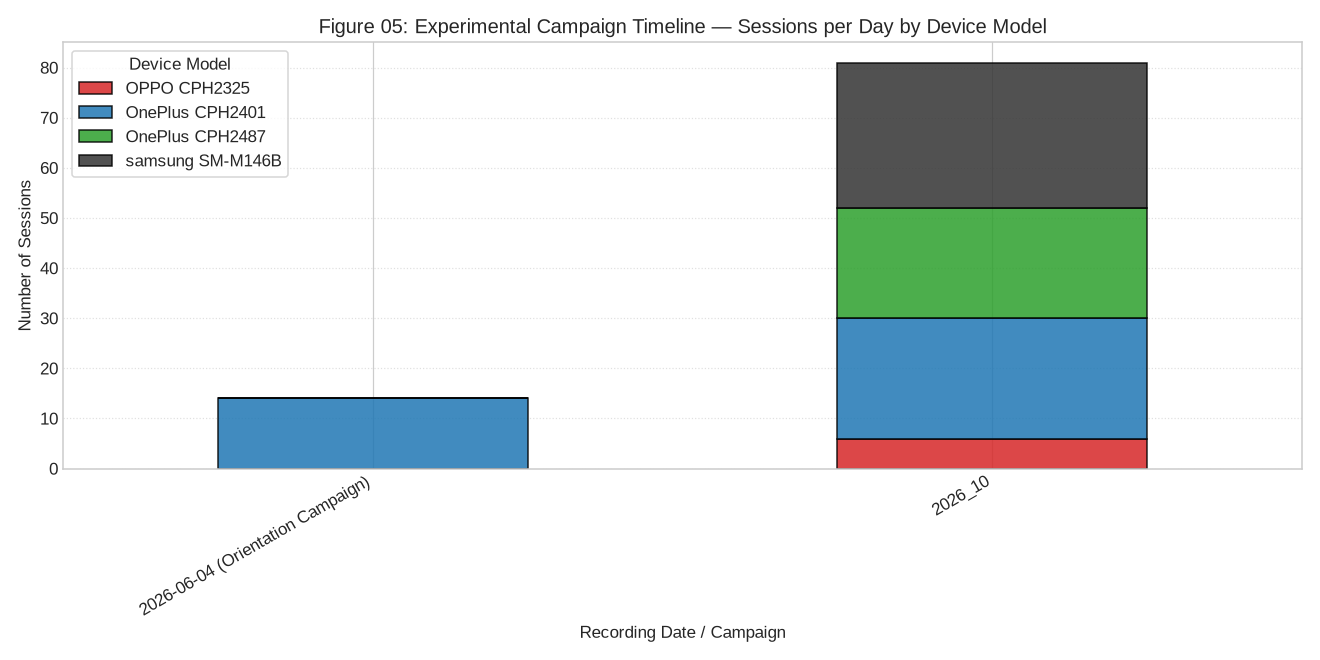 Figure 05: Experimental Campaign Timeline — Sessions per Day by Device Model
Device Model
OPPO CPH2325
OnePlus CPH2401
OnePlus CPH2487
samsung SM-M146B
Number of Sessions
80
70
60
50
40
30
20
10
0
2026-06-04 (Orientation Campaign)
2026_10
Recording Date / Campaign